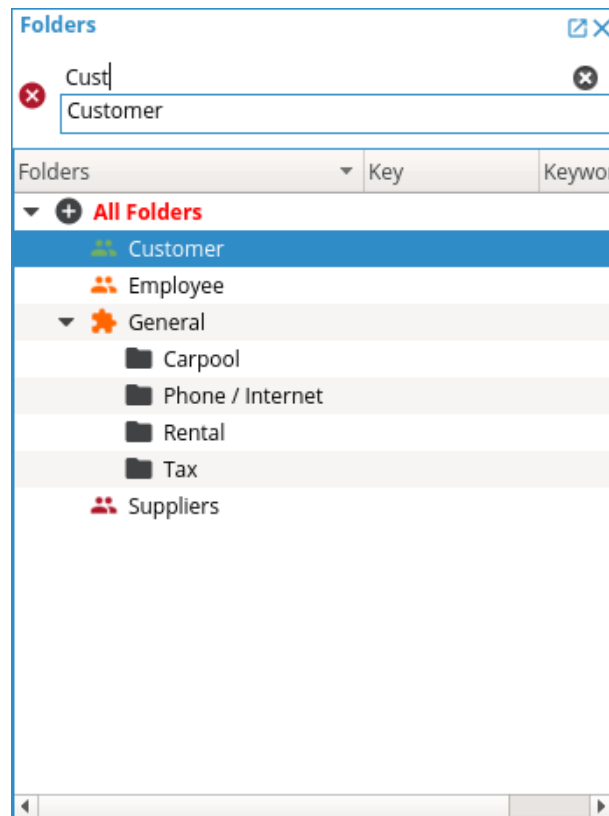 Folders
Cust
Customer
Folders Key Keywor
All Folders
Customer
Employee
General
Carpool
Phone / Internet
Rental
Tax
Suppliers